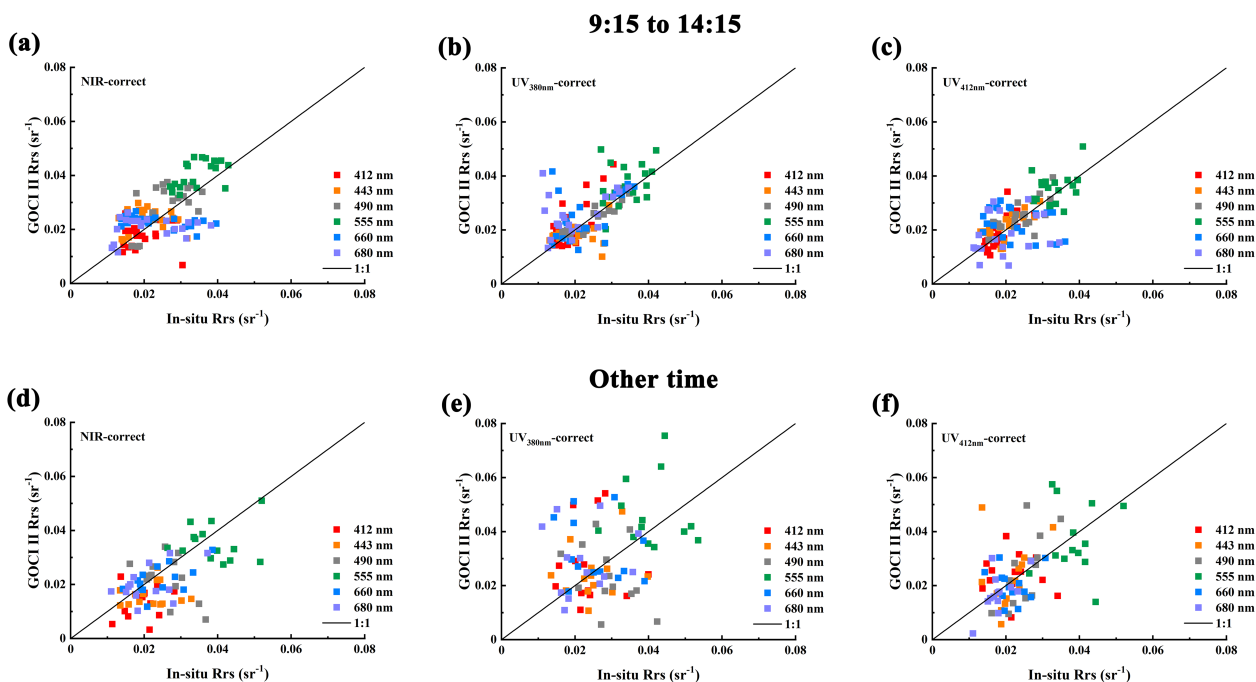 9:15 to 14:15
(a)
NIR-correct
GOCI II Rrs (sr⁻¹)
0.08
0.06
0.04
0.02
0
0 0.02 0.04 0.06 0.08
In-situ Rrs (sr⁻¹)
412 nm
443 nm
490 nm
555 nm
660 nm
680 nm
1:1
(b)
UV₃₈₀ₙₘ-correct
GOCI II Rrs (sr⁻¹)
0.08
0.06
0.04
0.02
0
0 0.02 0.04 0.06 0.08
In-situ Rrs (sr⁻¹)
412 nm
443 nm
490 nm
555 nm
660 nm
680 nm
1:1
(c)
UV₄₁₂ₙₘ-correct
GOCI II Rrs (sr⁻¹)
0.08
0.06
0.04
0.02
0
0 0.02 0.04 0.06 0.08
In-situ Rrs (sr⁻¹)
412 nm
443 nm
490 nm
555 nm
660 nm
680 nm
1:1
Other time
(d)
NIR-correct
GOCI II Rrs (sr⁻¹)
0.08
0.06
0.04
0.02
0
0 0.02 0.04 0.06 0.08
In-situ Rrs (sr⁻¹)
412 nm
443 nm
490 nm
555 nm
660 nm
680 nm
1:1
(e)
UV₃₈₀ₙₘ-correct
GOCI II Rrs (sr⁻¹)
0.08
0.06
0.04
0.02
0
0 0.02 0.04 0.06 0.08
In-situ Rrs (sr⁻¹)
412 nm
443 nm
490 nm
555 nm
660 nm
680 nm
1:1
(f)
UV₄₁₂ₙₘ-correct
GOCI II Rrs (sr⁻¹)
0.08
0.06
0.04
0.02
0
0 0.02 0.04 0.06 0.08
In-situ Rrs (sr⁻¹)
412 nm
443 nm
490 nm
555 nm
660 nm
680 nm
1:1